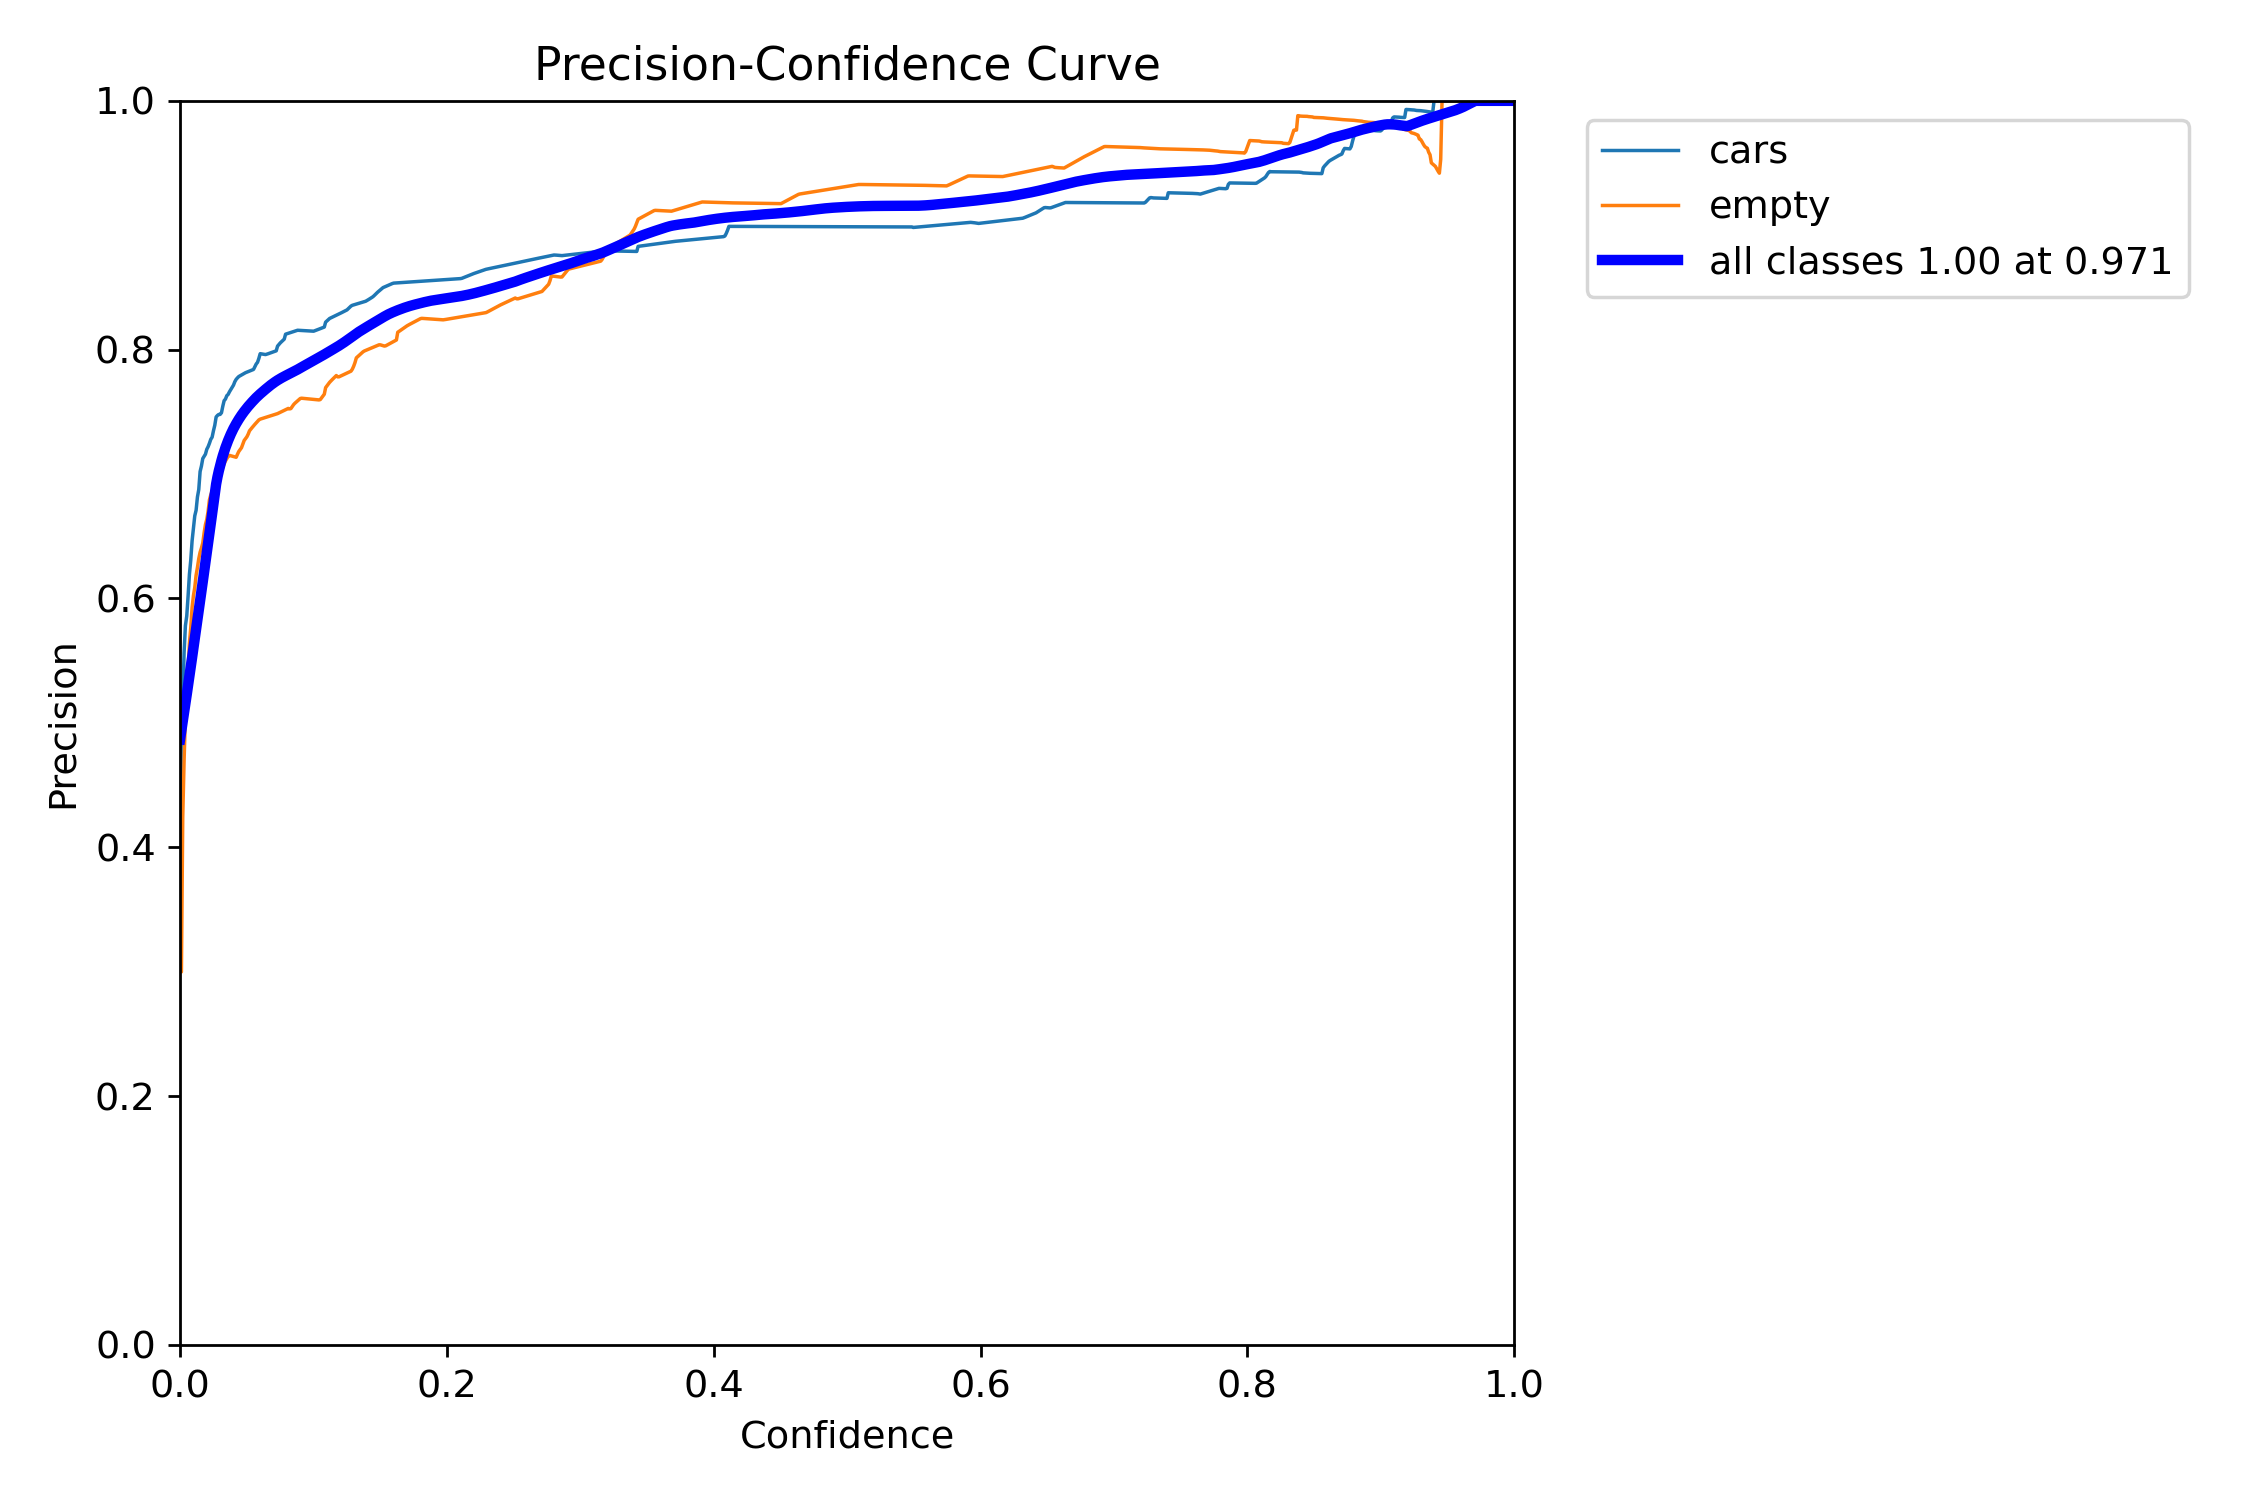 Precision-Confidence Curve
cars
empty
all classes 1.00 at 0.971
1.0
0.8
0.6
0.4
0.2
0.0
Precision
0.0 0.2 0.4 0.6 0.8 1.0
Confidence